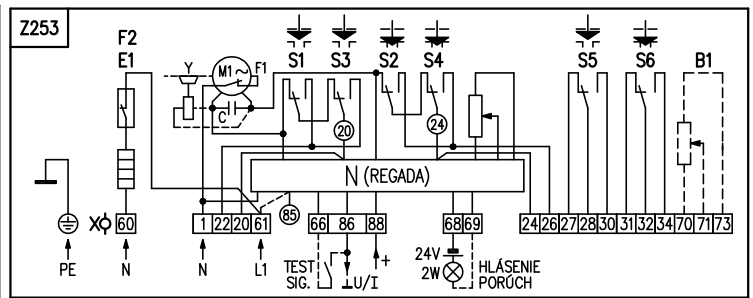 Z253
F2
E1
Y
M1 ~
F1
C
S1
S3
S2
S4
S5
S6
B1
20
24
N (REGADA)
85
X
60
1
22
20
61
66
86
88
68
69
24
26
27
28
30
31
32
34
70
71
73
PE
N
N
L1
TEST
SIG.
U/I
+
24V
2W
HLÁSENIE
PORÚCH